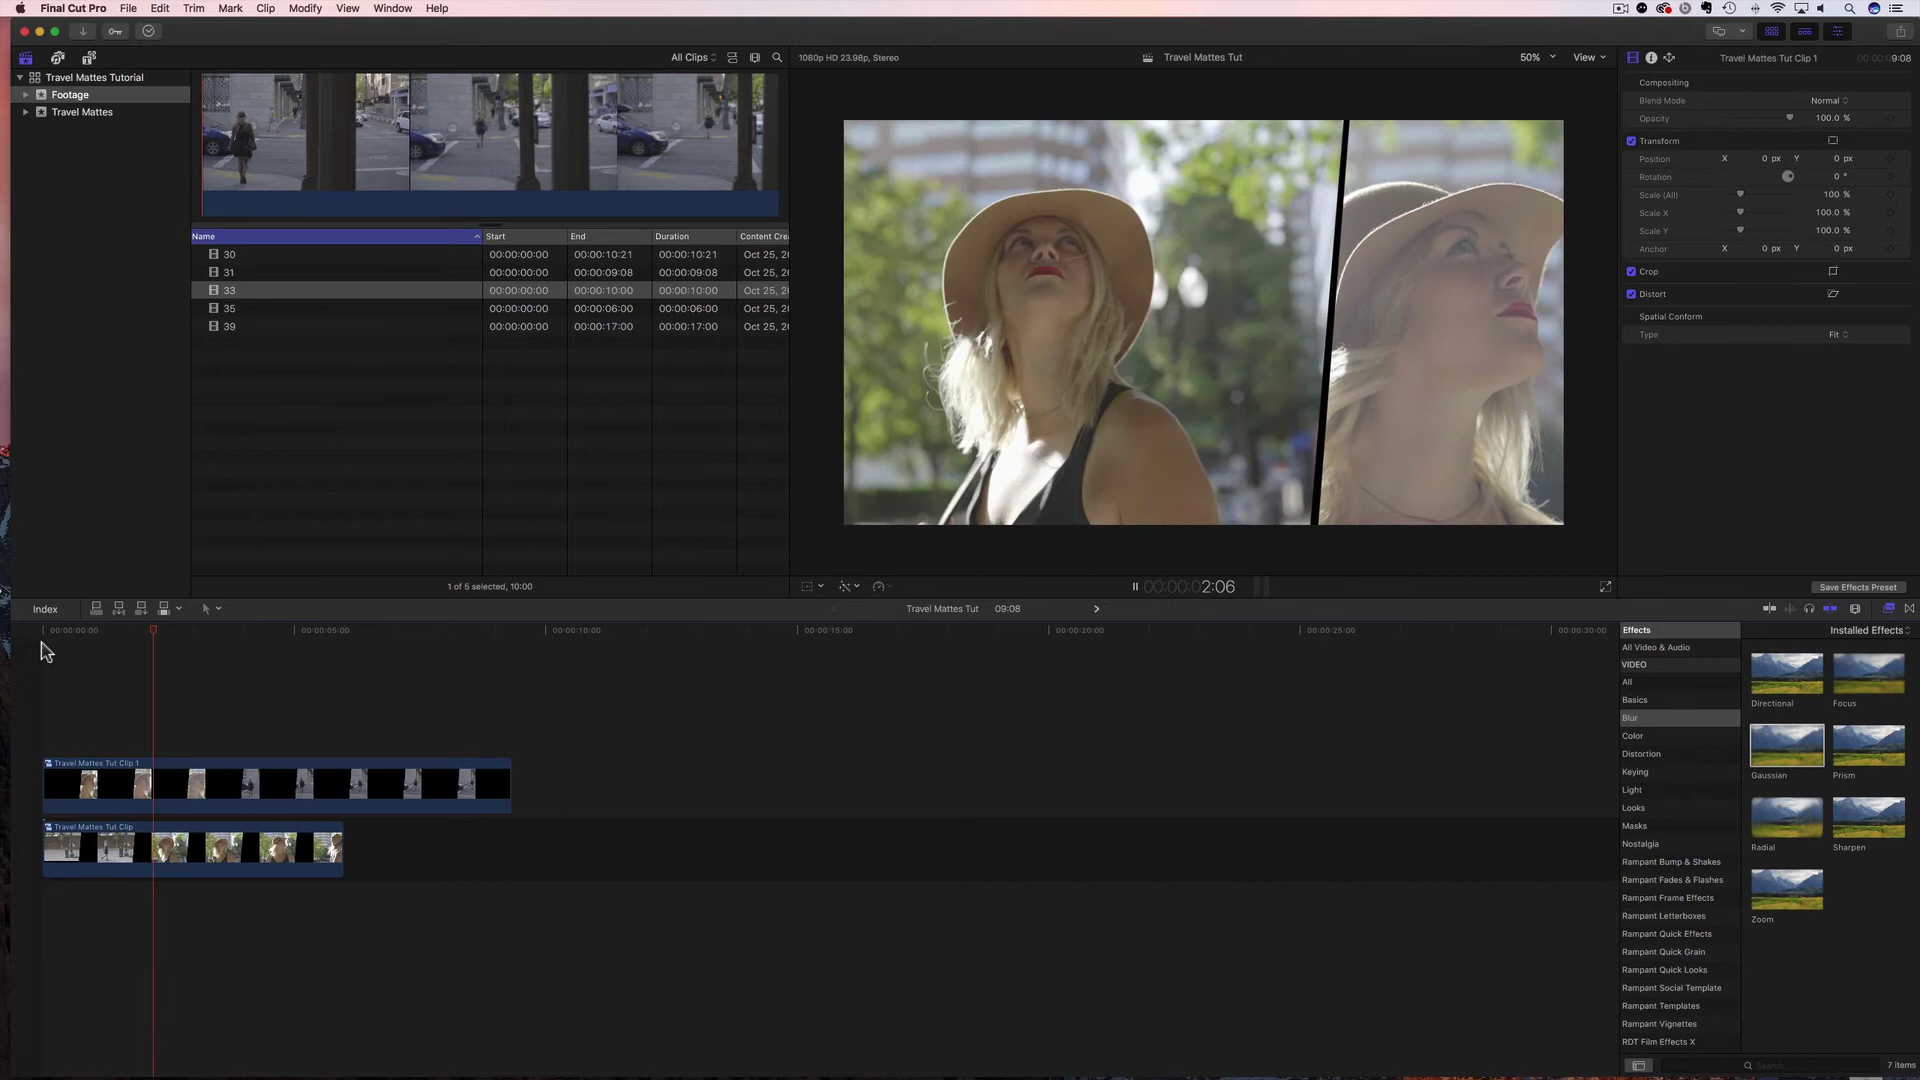 Final Cut Pro File Edit Trim Mark Clip Modify View Window Help
All Clips
1080p HD 23.98p, Stereo
Travel Mattes Tut
50%
View
Travel Mattes Tut Clip 1
9:08
Travel Mattes Tutorial
Footage
Travel Mattes
Compositing
Blend Mode Normal
Opacity 100.0 %
Transform
Position X 0 px Y 0 px
Rotation 0 °
Scale (All) 100 %
Scale X 100.0 %
Scale Y 100.0 %
Anchor X 0 px Y 0 px
Crop
Distort
Spatial Conform
Type Fit
Name Start End Duration Content Cre
30 00:00:00:00 00:00:10:21 00:00:10:21 Oct 25, 20
31 00:00:00:00 00:00:09:08 00:00:09:08 Oct 25, 20
33 00:00:00:00 00:00:10:00 00:00:10:00 Oct 25, 20
35 00:00:00:00 00:00:06:00 00:00:06:00 Oct 25, 20
39 00:00:00:00 00:00:17:00 00:00:17:00 Oct 25, 20
1 of 5 selected, 10:00
00:00:02:06
Save Effects Preset
Index
Travel Mattes Tut 09:08
00:00:00:00 00:00:05:00 00:00:10:00 00:00:15:00 00:00:20:00 00:00:25:00 00:00:30:00
Travel Mattes Tut Clip 1
Travel Mattes Tut Clip
Effects
Installed Effects
All Video & Audio
VIDEO
All
Basics
Blur
Color
Distortion
Keying
Light
Looks
Masks
Nostalgia
Rampant Bump & Shakes
Rampant Fades & Flashes
Rampant Frame Effects
Rampant Letterboxes
Rampant Quick Effects
Rampant Quick Grain
Rampant Quick Looks
Rampant Social Template
Rampant Templates
Rampant Vignettes
RDT Film Effects X
Directional Focus
Gaussian Prism
Radial Sharpen
Zoom
Search
7 items